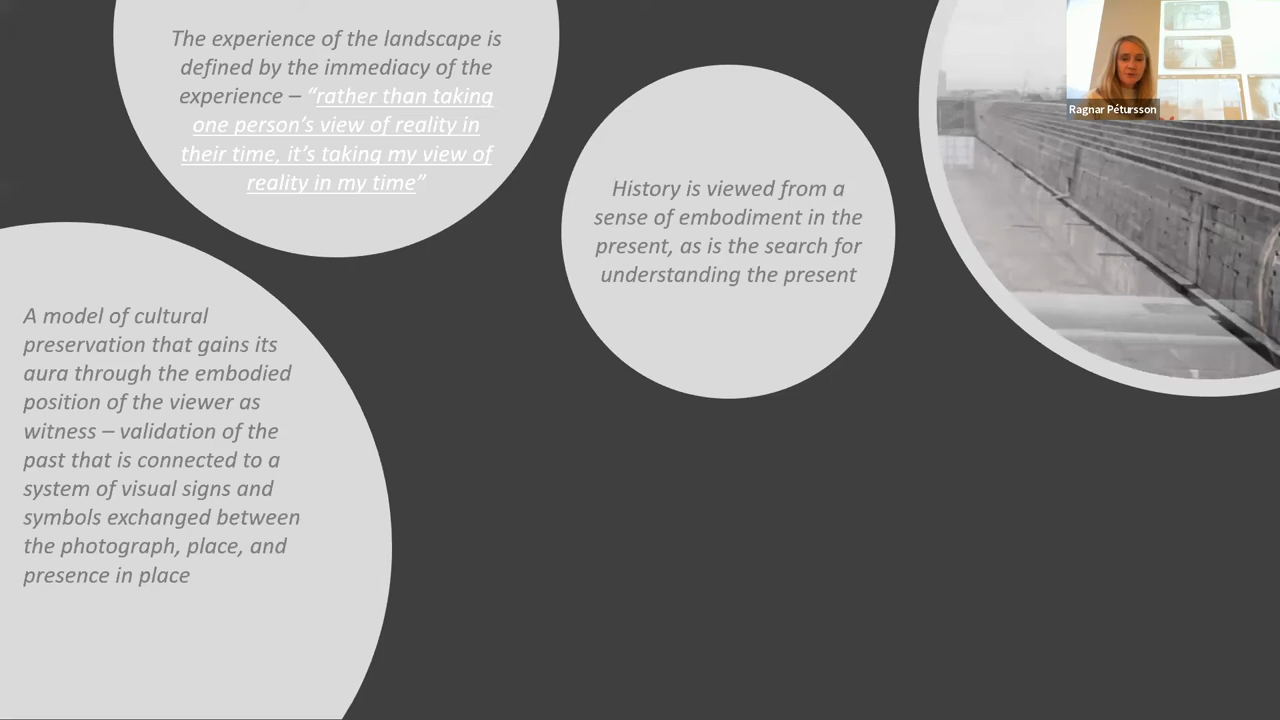 The experience of the landscape is
defined by the immediacy of the
experience – “rather than taking
one person’s view of reality in
their time, it’s taking my view of
reality in my time”
History is viewed from a
sense of embodiment in the
present, as is the search for
understanding the present
A model of cultural
preservation that gains its
aura through the embodied
position of the viewer as
witness – validation of the
past that is connected to a
system of visual signs and
symbols exchanged between
the photograph, place, and
presence in place
Ragnar Pétursson